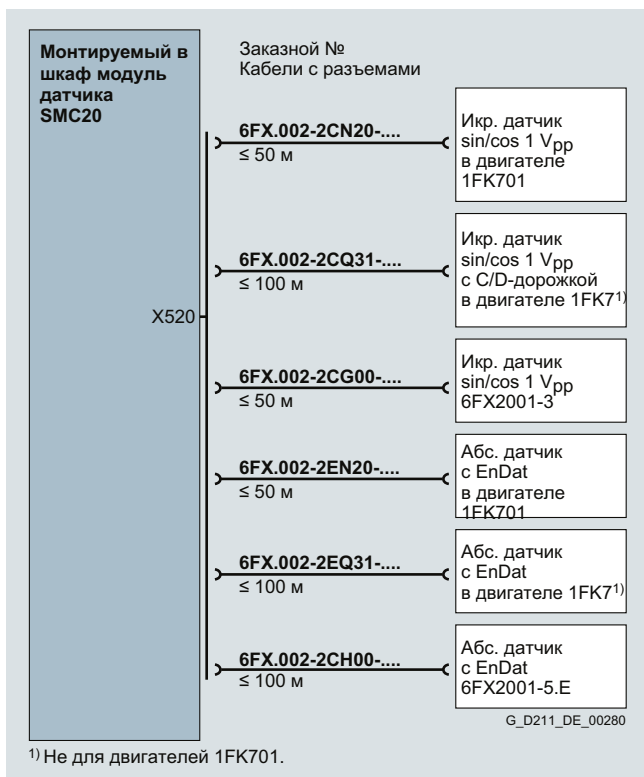 Монтируемый в
шкаф модуль
датчика
SMC20
Заказной №
Кабели с разъемами
6FX.002-2CN20-....
≤ 50 м
Икр. датчик
sin/cos 1 Vpp
в двигателе
1FK701
6FX.002-2CQ31-....
≤ 100 м
Икр. датчик
sin/cos 1 Vpp
с C/D-дорожкой
в двигателе 1FK7¹⁾
X520
6FX.002-2CG00-....
≤ 50 м
Икр. датчик
sin/cos 1 Vpp
6FX2001-3
6FX.002-2EN20-....
≤ 50 м
Абс. датчик
с EnDat
в двигателе
1FK701
6FX.002-2EQ31-....
≤ 100 м
Абс. датчик
с EnDat
в двигателе 1FK7¹⁾
6FX.002-2CH00-....
≤ 100 м
Абс. датчик
с EnDat
6FX2001-5.E
G_D211_DE_00280
¹⁾ Не для двигателей 1FK701.